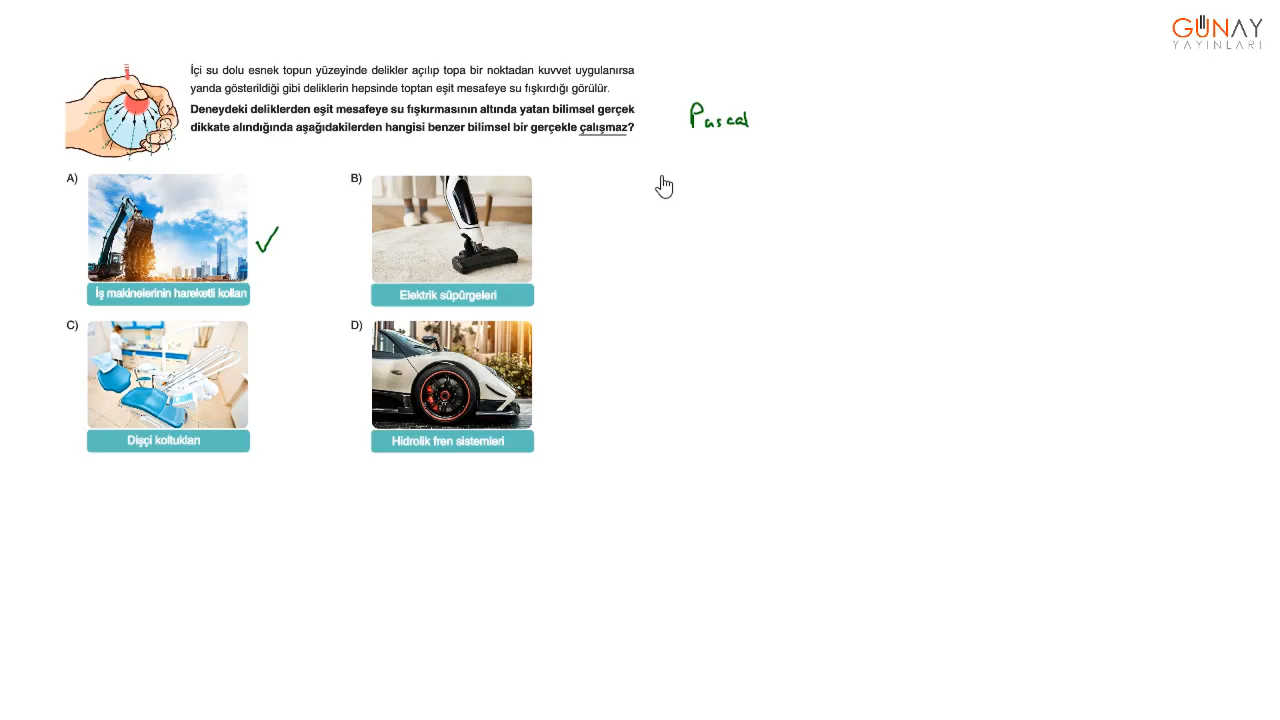 GÜNAY
YAYINLARI
İçi su dolu esnek topun yüzeyinde delikler açılıp topa bir noktadan kuvvet uygulanırsa
yanda gösterildiği gibi deliklerin hepsinde toptan eşit mesafeye su fışkırdığı görülür.
Deneydeki deliklerden eşit mesafeye su fışkırmasının altında yatan bilimsel gerçek
dikkate alındığında aşağıdakilerden hangisi benzer bilimsel bir gerçekle çalışmaz?
Pascal
A)
İş makinelerinin hareketli kolları
B)
Elektrik süpürgeleri
C)
Dişçi koltukları
D)
Hidrolik fren sistemleri